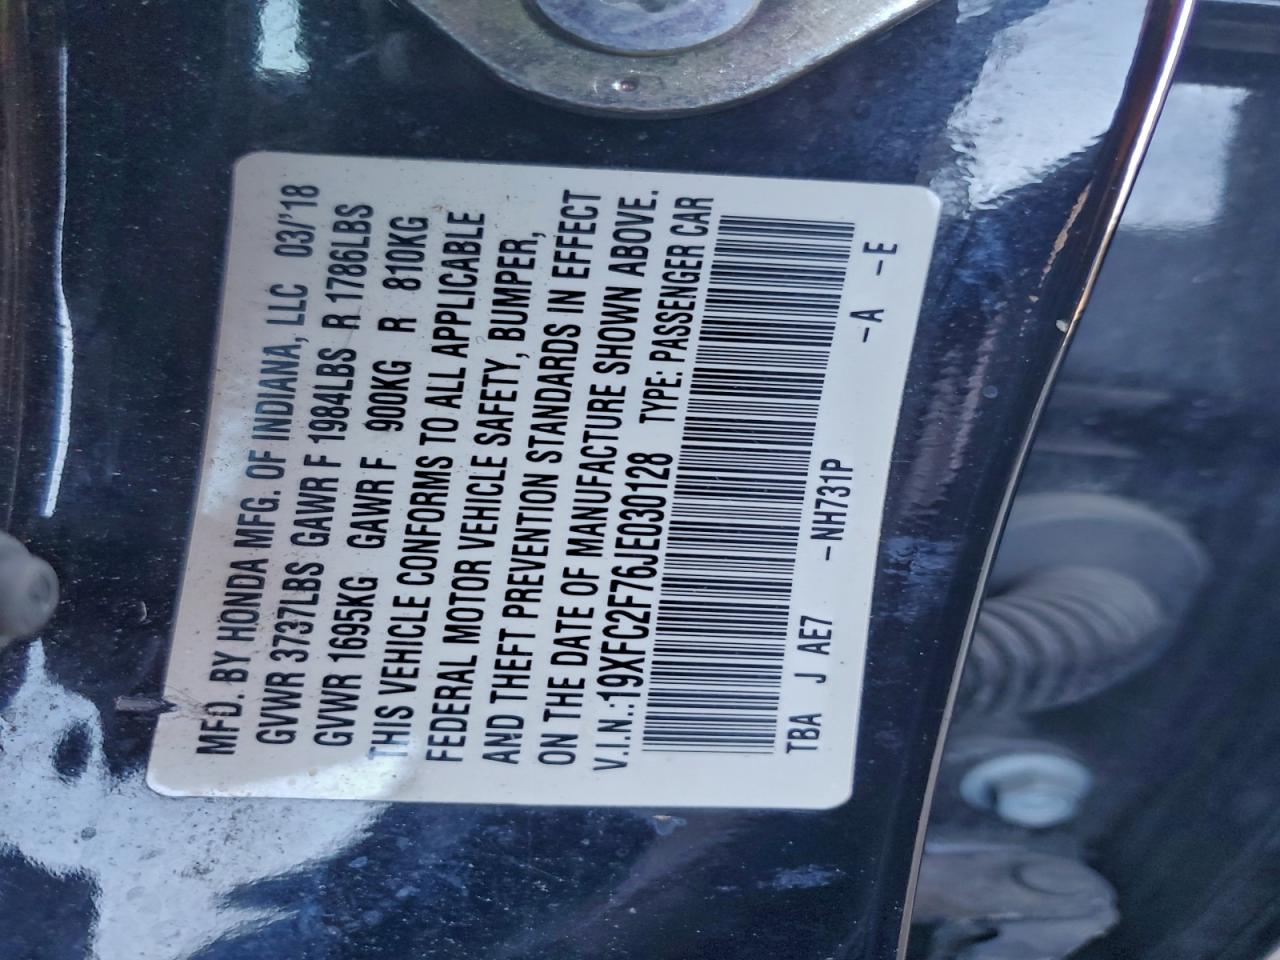 MFD. BY HONDA MFG. OF INDIANA, LLC 03/'18
GVWR 3737LBS GAWR F 1984LBS R 1786LBS
GVWR 1695KG GAWR F 900KG R 810KG
THIS VEHICLE CONFORMS TO ALL APPLICABLE
FEDERAL MOTOR VEHICLE SAFETY, BUMPER,
AND THEFT PREVENTION STANDARDS IN EFFECT
ON THE DATE OF MANUFACTURE SHOWN ABOVE.
V.I.N.:19XFC2F76JE030128 TYPE: PASSENGER CAR
TBA J AE7 -NH731P -A -E